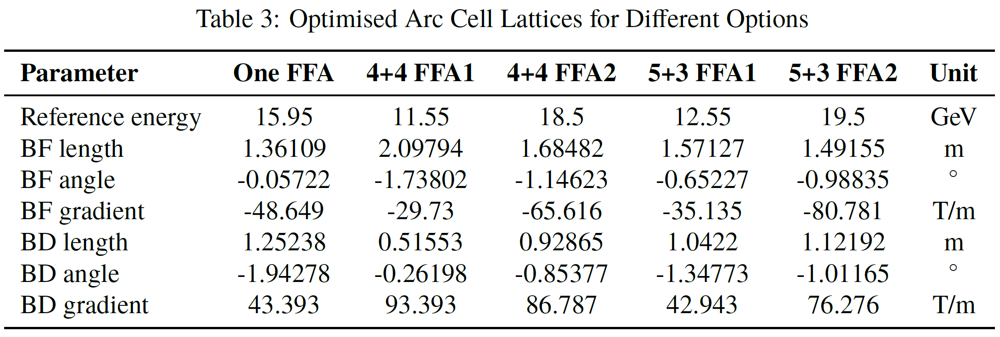 Table 3: Optimised Arc Cell Lattices for Different Options
Parameter One FFA 4+4 FFA1 4+4 FFA2 5+3 FFA1 5+3 FFA2 Unit
Reference energy 15.95 11.55 18.5 12.55 19.5 GeV
BF length 1.36109 2.09794 1.68482 1.57127 1.49155 m
BF angle -0.05722 -1.73802 -1.14623 -0.65227 -0.98835 °
BF gradient -48.649 -29.73 -65.616 -35.135 -80.781 T/m
BD length 1.25238 0.51553 0.92865 1.0422 1.12192 m
BD angle -1.94278 -0.26198 -0.85377 -1.34773 -1.01165 °
BD gradient 43.393 93.393 86.787 42.943 76.276 T/m